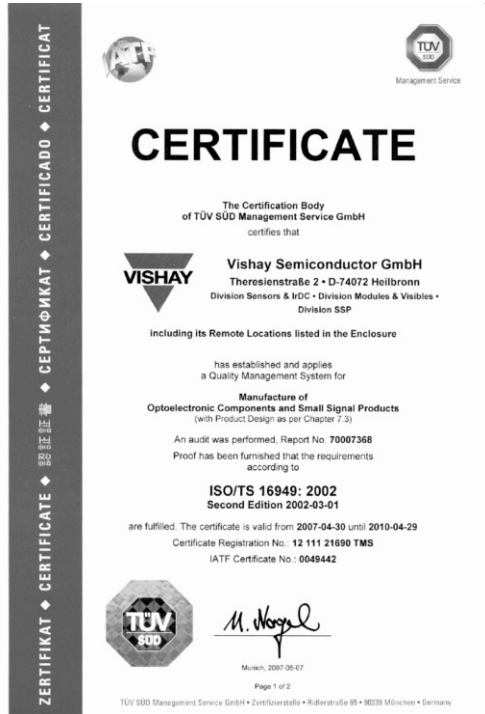 ZERTIFIKAT ◆ CERTIFICATE ◆ 認証証書 ◆ СЕРТИФИКАТ ◆ CERTIFICADO ◆ CERTIFICAT
IATF
TÜV
SÜD
Management Service
CERTIFICATE
The Certification Body
of TÜV SÜD Management Service GmbH
certifies that
VISHAY
Vishay Semiconductor GmbH
Theresienstraße 2 • D-74072 Heilbronn
Division Sensors & IrDC • Division Modules & Visibles •
Division SSP
including its Remote Locations listed in the Enclosure
has established and applies
a Quality Management System for
Manufacture of
Optoelectronic Components and Small Signal Products
(with Product Design as per Chapter 7.3)
An audit was performed, Report No. 70007368
Proof has been furnished that the requirements
according to
ISO/TS 16949: 2002
Second Edition 2002-03-01
are fulfilled. The certificate is valid from 2007-04-30 until 2010-04-29
Certificate Registration No.: 12 111 21690 TMS
IATF Certificate No.: 0049442
TÜV
SÜD
M. Nagel
Munich, 2007-05-07
Page 1 of 2
TÜV SÜD Management Service GmbH • Zertifizierstelle • Ridlerstraße 65 • 80339 München • Germany